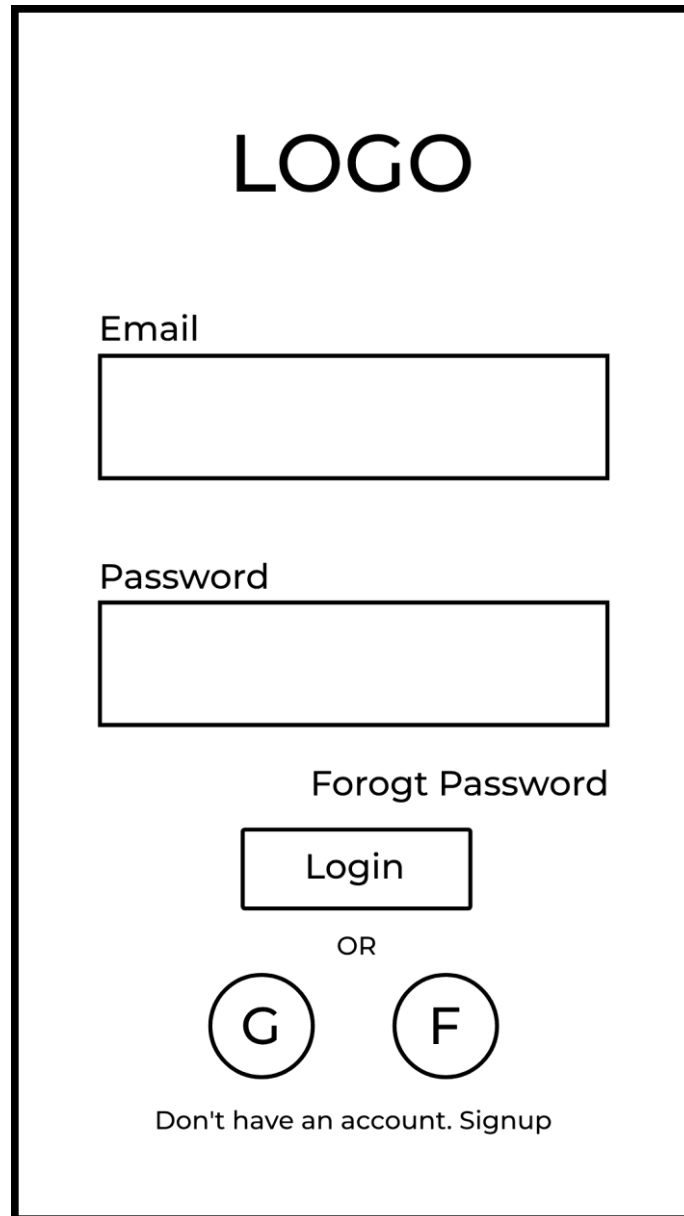 LOGO
Email
Password
Forogt Password
Login
OR
G F
Don't have an account. Signup